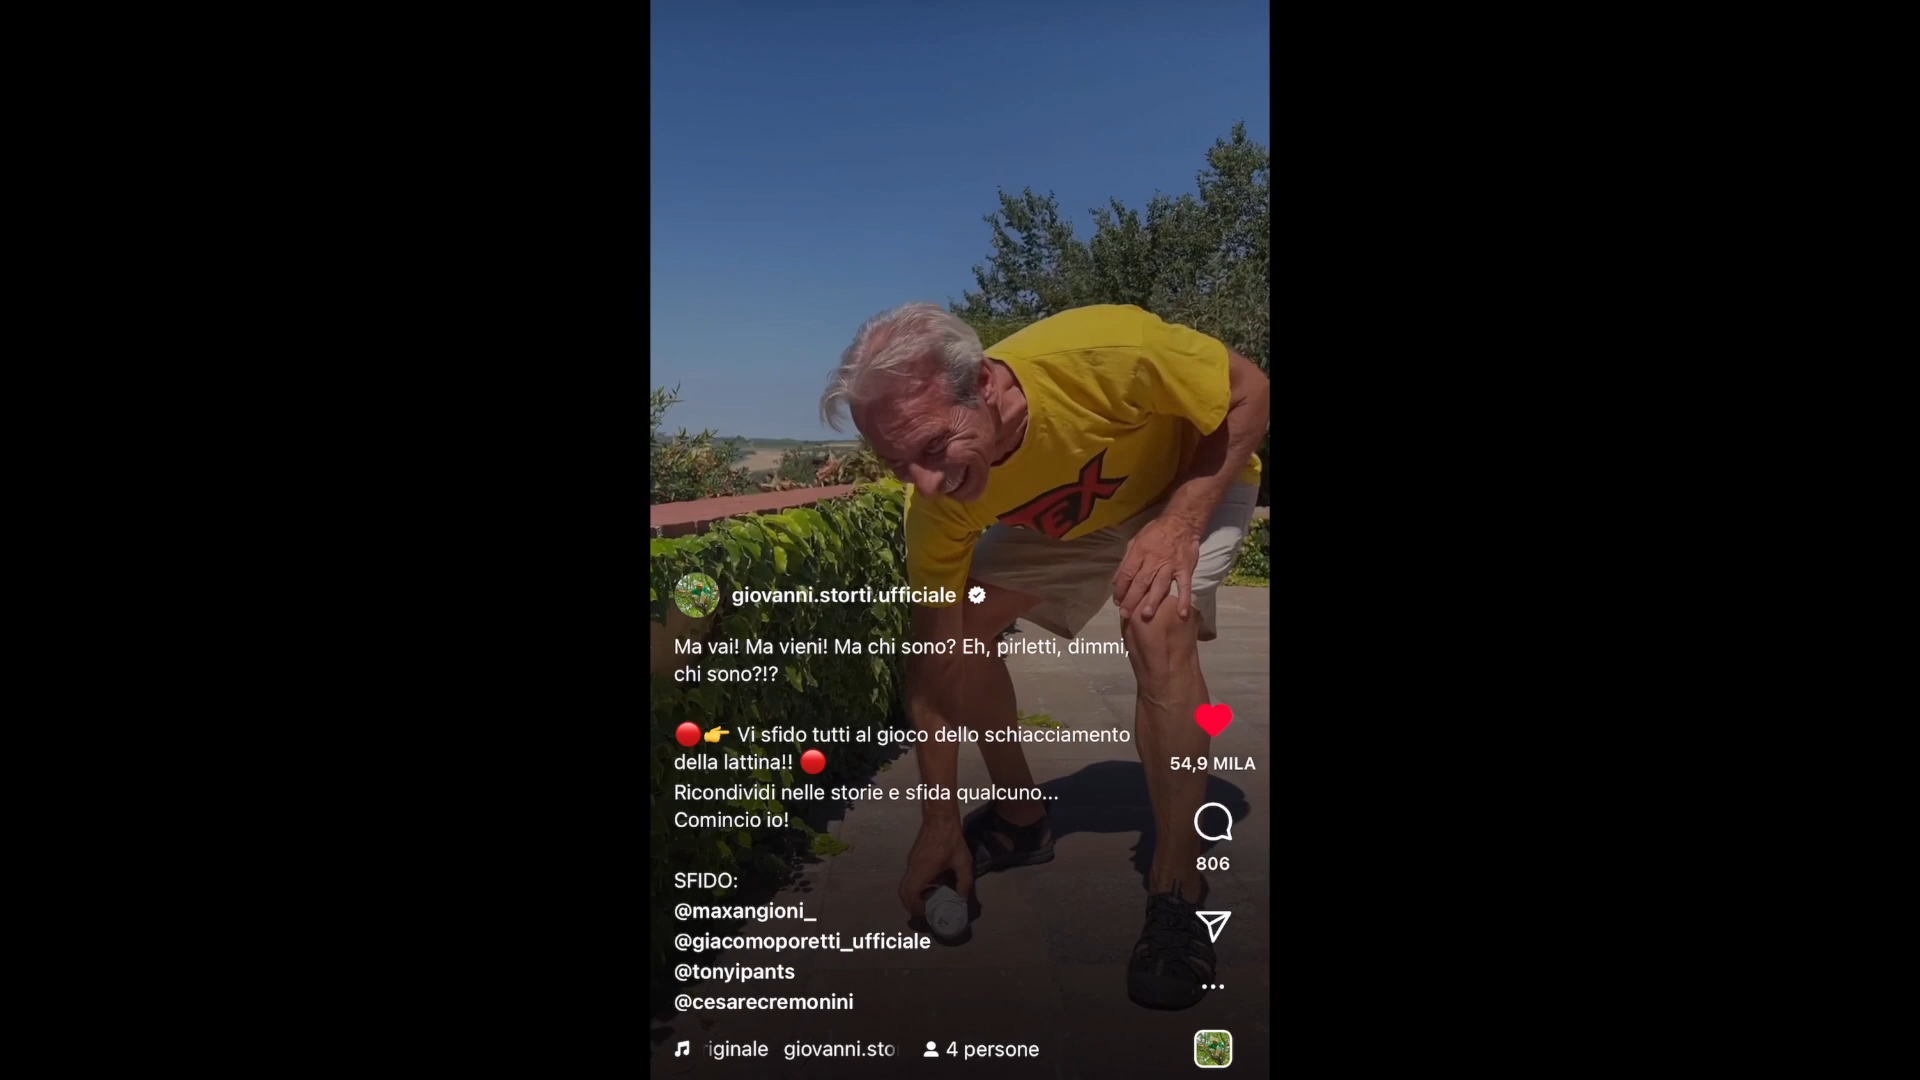 TEX
giovanni.storti.ufficiale
Ma vai! Ma vieni! Ma chi sono? Eh, pirletti, dimmi,
chi sono?!?
🔴👉 Vi sfido tutti al gioco dello schiacciamento
della lattina!! 🔴
Ricondividi nelle storie e sfida qualcuno...
Comincio io!
SFIDO:
@maxangioni_
@giacomoporetti_ufficiale
@tonyipants
@cesarecremonini
54,9 MILA
806
riginale giovanni.sto 4 persone